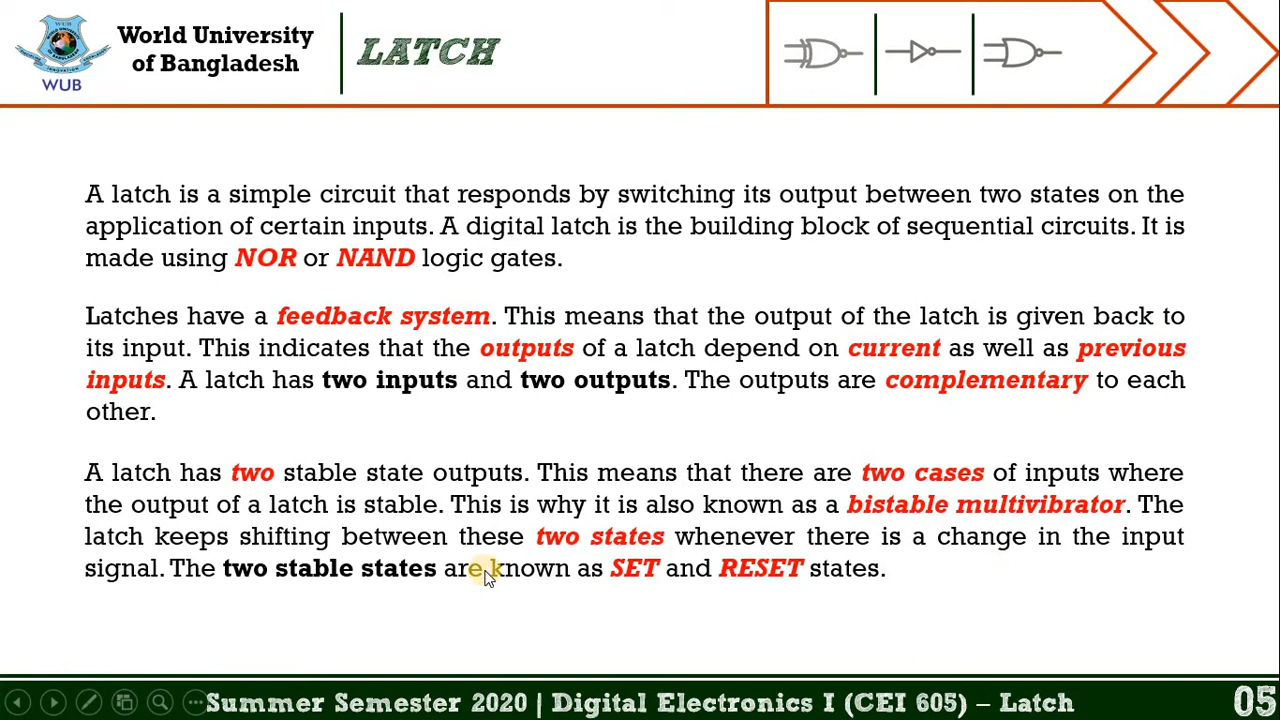 World University
of Bangladesh
WUB
LATCH
A latch is a simple circuit that responds by switching its output between two states on the
application of certain inputs. A digital latch is the building block of sequential circuits. It is
made using NOR or NAND logic gates.
Latches have a feedback system. This means that the output of the latch is given back to
its input. This indicates that the outputs of a latch depend on current as well as previous
inputs. A latch has two inputs and two outputs. The outputs are complementary to each
other.
A latch has two stable state outputs. This means that there are two cases of inputs where
the output of a latch is stable. This is why it is also known as a bistable multivibrator. The
latch keeps shifting between these two states whenever there is a change in the input
signal. The two stable states are known as SET and RESET states.
Summer Semester 2020 | Digital Electronics I (CEI 605) – Latch
05